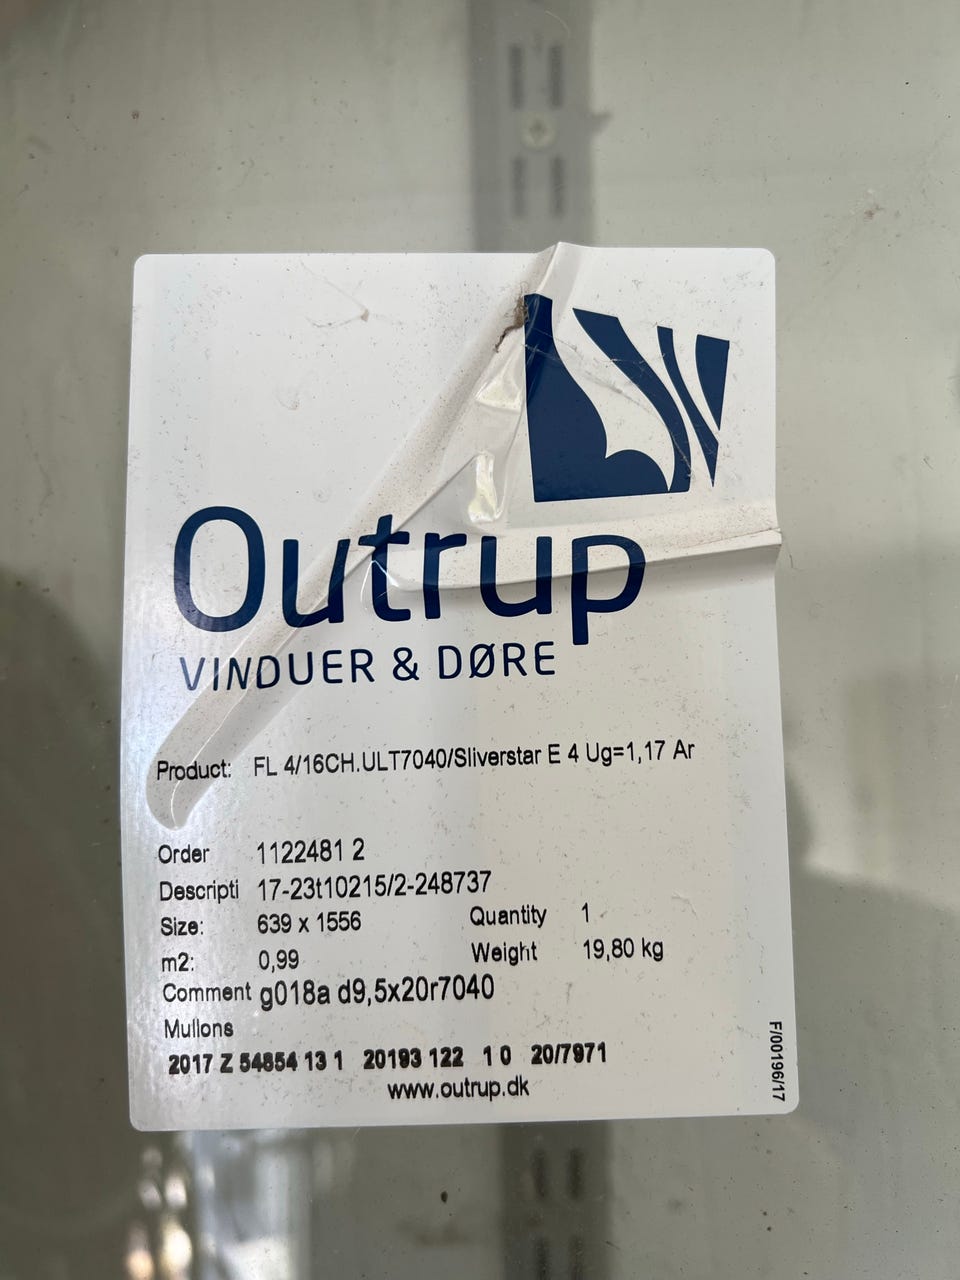 Outrup
VINDUER & DØRE
Product: FL 4/16CH.ULT7040/Sliverstar E 4 Ug=1,17 Ar
Order 1122481 2
Descripti 17-23t10215/2-248737
Size: 639 x 1556 Quantity 1
m2: 0,99 Weight 19,80 kg
Comment g018a d9,5x20r7040
Mullons
2017 Z 54854 13 1 20193 122 1 0 20/7971
www.outrup.dk
F/00196/17